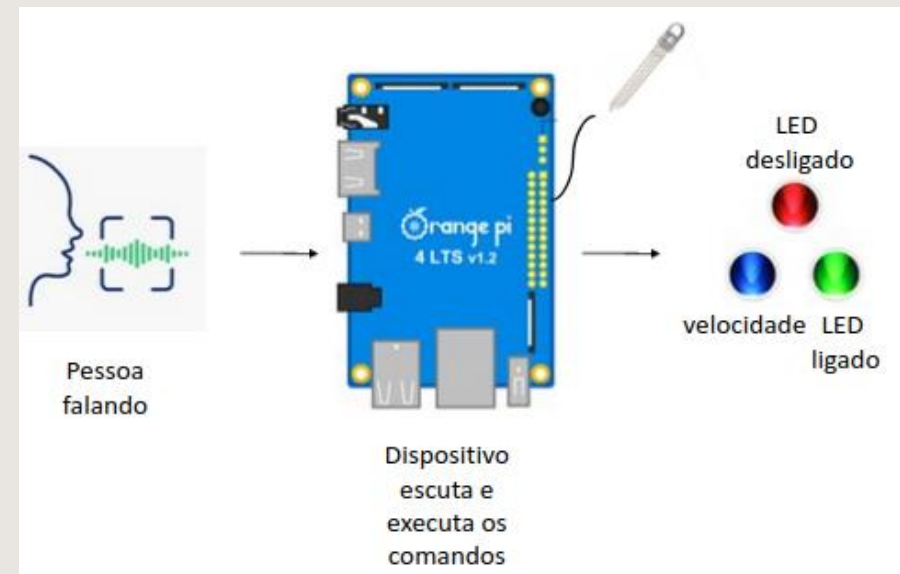 Pessoa
falando
Orange pi
4 LTS v1.2
Dispositivo
escuta e
executa os
comandos
LED
desligado
velocidade
LED
ligado